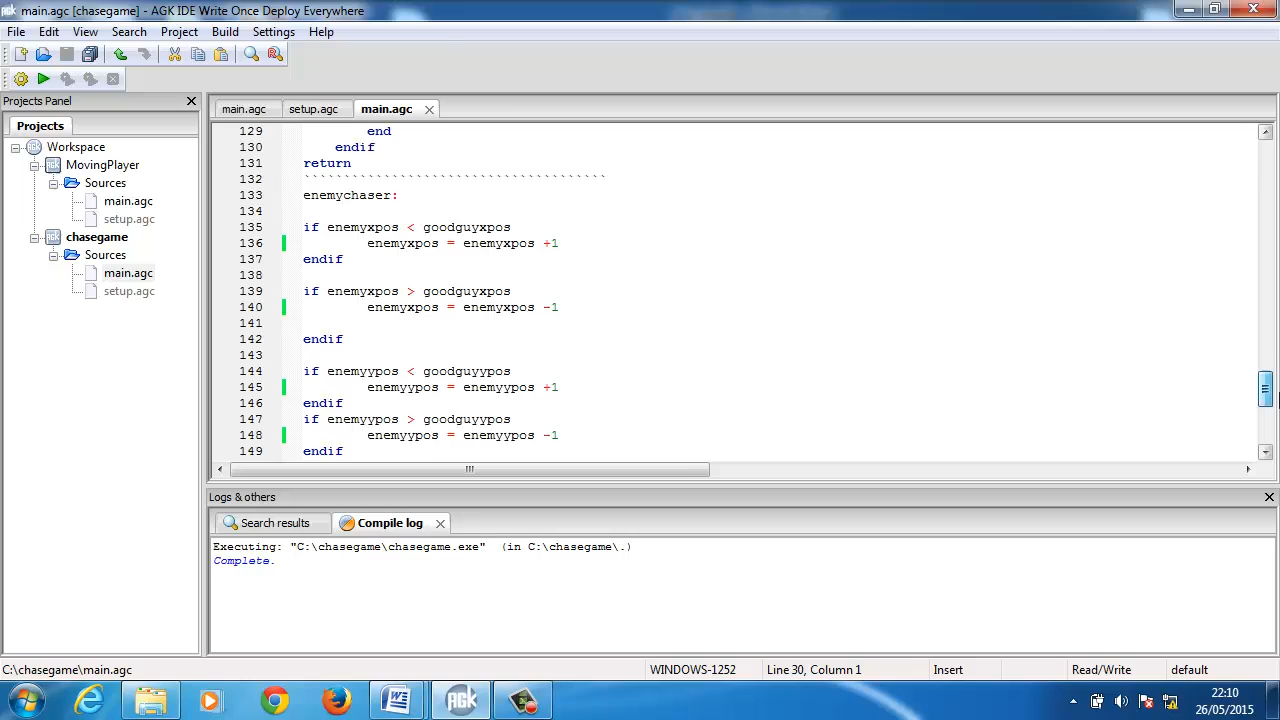 main.agc [chasegame] - AGK IDE Write Once Deploy Everywhere
File Edit View Search Project Build Settings Help
Projects Panel
Projects
Workspace
MovingPlayer
Sources
main.agc
setup.agc
chasegame
Sources
main.agc
setup.agc
main.agc setup.agc main.agc
129 end
130 endif
131 return
132 ``````````````````````````````````````
133 enemychaser:
134
135 if enemyxpos < goodguyxpos
136 enemyxpos = enemyxpos +1
137 endif
138
139 if enemyxpos > goodguyxpos
140 enemyxpos = enemyxpos -1
141
142 endif
143
144 if enemyypos < goodguyypos
145 enemyypos = enemyypos +1
146 endif
147 if enemyypos > goodguyypos
148 enemyypos = enemyypos -1
149 endif
Logs & others
Search results Compile log
Executing: "C:\chasegame\chasegame.exe" (in C:\chasegame\.)
Complete.
C:\chasegame\main.agc WINDOWS-1252 Line 30, Column 1 Insert Read/Write default
AGK
22:10
26/05/2015